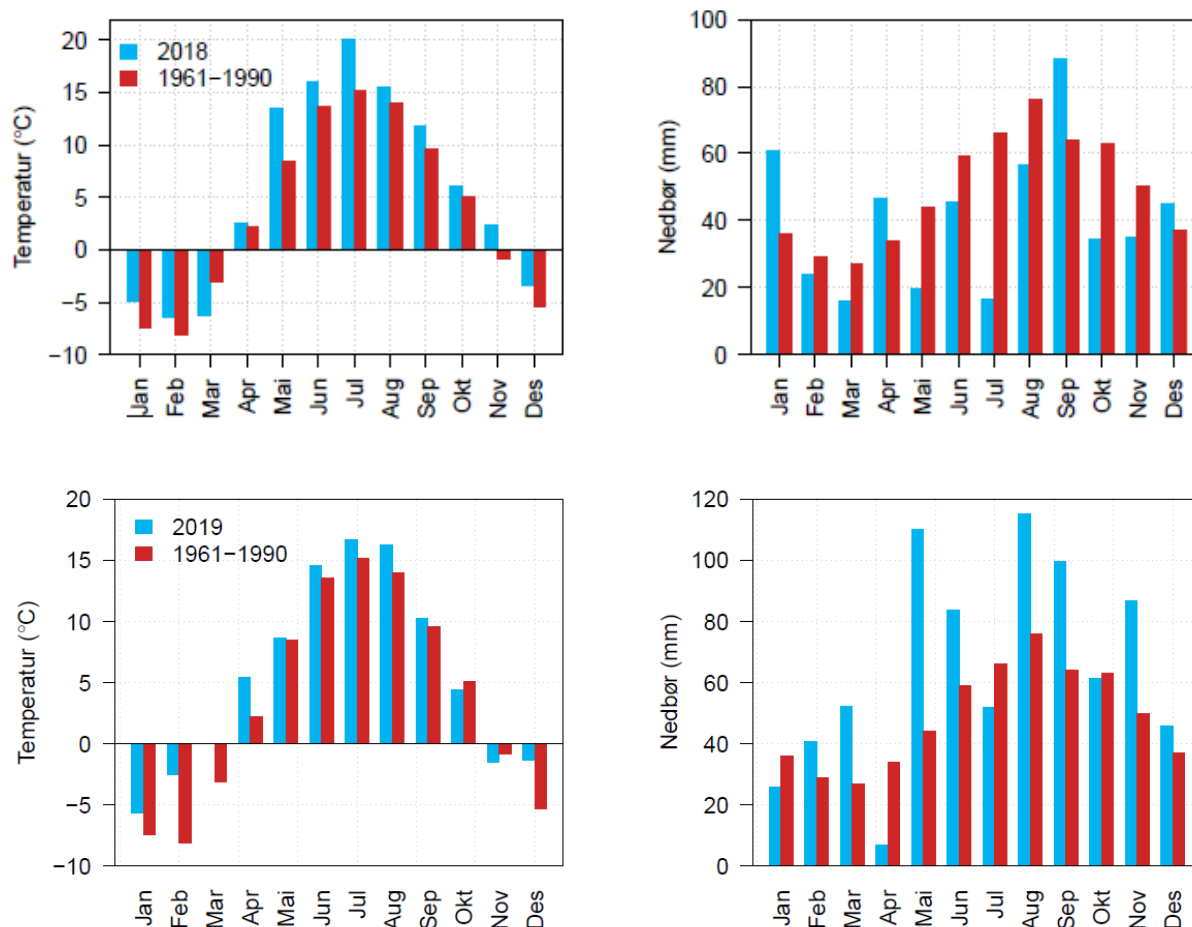 Temperatur (°C)
20
15
10
5
0
−5
−10
2018
1961−1990
Jan
Feb
Mar
Apr
Mai
Jun
Jul
Aug
Sep
Okt
Nov
Des
Nedbør (mm)
100
80
60
40
20
0
Jan
Feb
Mar
Apr
Mai
Jun
Jul
Aug
Sep
Okt
Nov
Des
Temperatur (°C)
20
15
10
5
0
−5
−10
2019
1961−1990
Jan
Feb
Mar
Apr
Mai
Jun
Jul
Aug
Sep
Okt
Nov
Des
Nedbør (mm)
120
100
80
60
40
20
0
Jan
Feb
Mar
Apr
Mai
Jun
Jul
Aug
Sep
Okt
Nov
Des